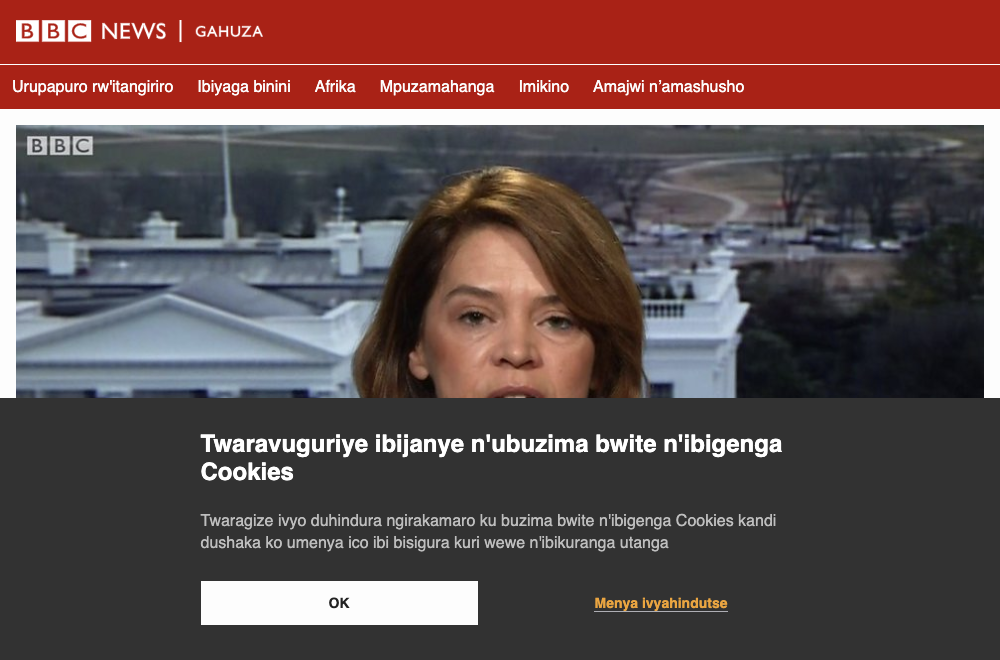 BBC NEWS | GAHUZA
Urupapuro rw'itangiriro Ibiyaga binini Afrika Mpuzamahanga Imikino Amajwi n’amashusho
BBC
Twaravuguriye ibijanye n'ubuzima bwite n'ibigenga
Cookies
Twaragize ivyo duhindura ngirakamaro ku buzima bwite n'ibigenga Cookies kandi
dushaka ko umenya ico ibi bisigura kuri wewe n'ibikuranga utanga
OK Menya ivyahindutse